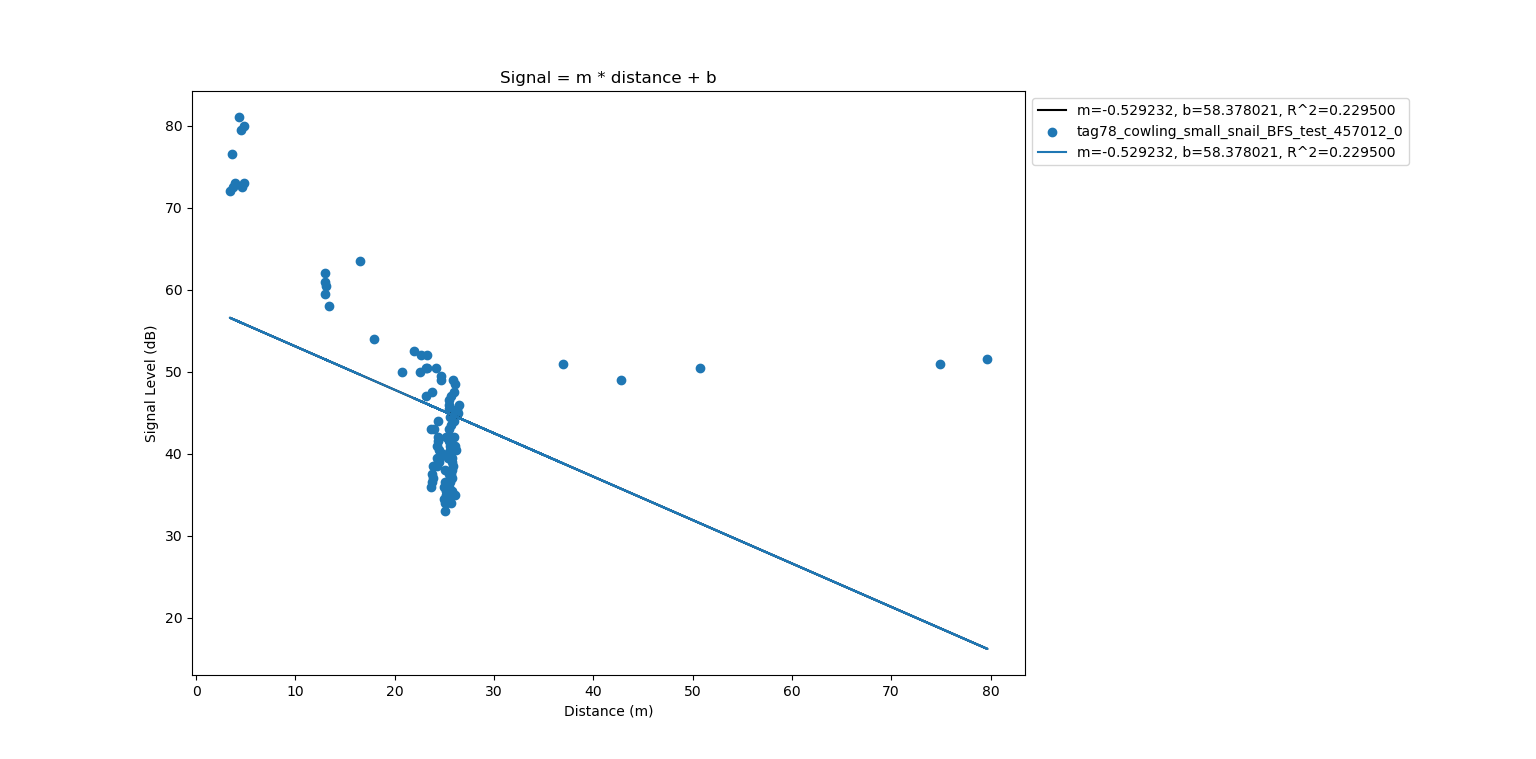 Signal = m * distance + b
m=-0.529232, b=58.378021, R^2=0.229500
tag78_cowling_small_snail_BFS_test_457012_0
m=-0.529232, b=58.378021, R^2=0.229500
Signal Level (dB)
80
70
60
50
40
30
20
0 10 20 30 40 50 60 70 80
Distance (m)